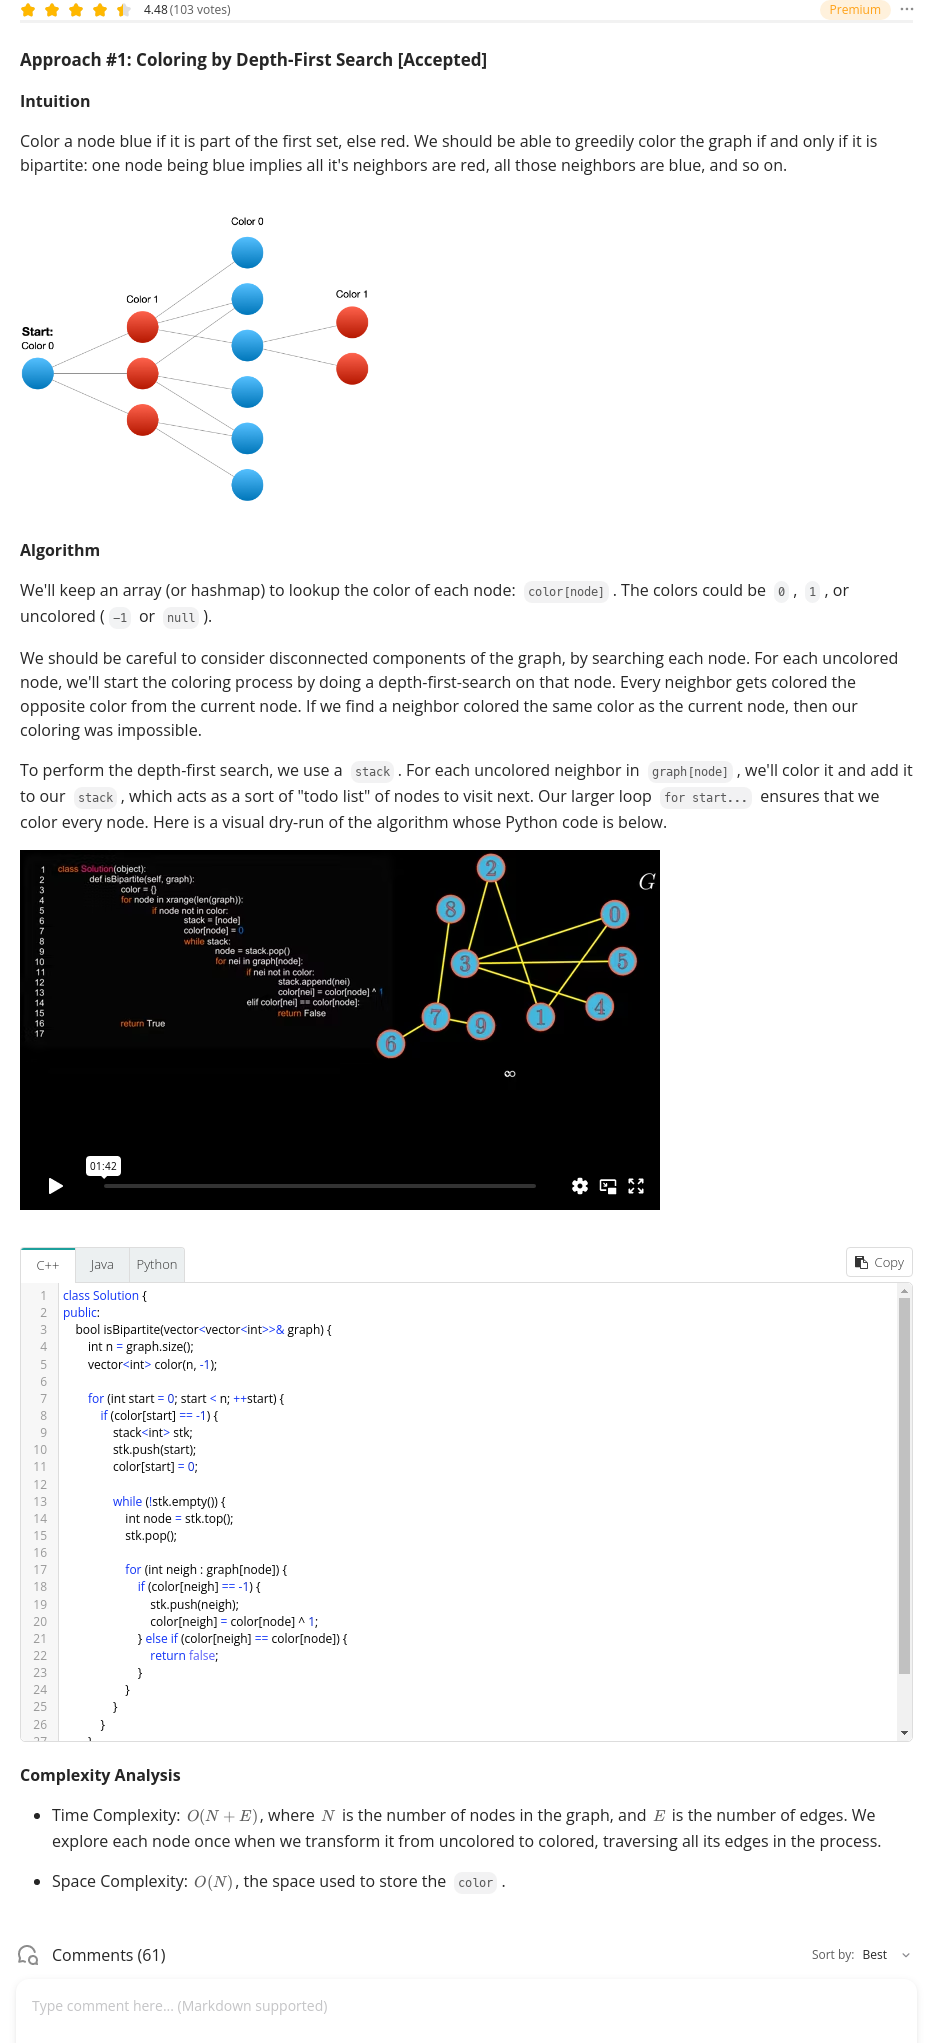 4.48 (103 votes)
Premium
Approach #1: Coloring by Depth-First Search [Accepted]
Intuition
Color a node blue if it is part of the first set, else red. We should be able to greedily color the graph if and only if it is
bipartite: one node being blue implies all it's neighbors are red, all those neighbors are blue, and so on.
Color 0
Color 1
Color 1
Start:
Color 0
Algorithm
We'll keep an array (or hashmap) to lookup the color of each node: color[node] . The colors could be 0 , 1 , or
uncolored ( -1 or null ).
We should be careful to consider disconnected components of the graph, by searching each node. For each uncolored
node, we'll start the coloring process by doing a depth-first-search on that node. Every neighbor gets colored the
opposite color from the current node. If we find a neighbor colored the same color as the current node, then our
coloring was impossible.
To perform the depth-first search, we use a stack . For each uncolored neighbor in graph[node] , we'll color it and add it
to our stack , which acts as a sort of "todo list" of nodes to visit next. Our larger loop for start... ensures that we
color every node. Here is a visual dry-run of the algorithm whose Python code is below.
1 class Solution(object):
2 def isBipartite(self, graph):
3 color = {}
4 for node in xrange(len(graph)):
5 if node not in color:
6 stack = [node]
7 color[node] = 0
8 while stack:
9 node = stack.pop()
10 for nei in graph[node]:
11 if nei not in color:
12 stack.append(nei)
13 color[nei] = color[node] ^ 1
14 elif color[nei] == color[node]:
15 return False
16 return True
17
2
G
8
0
3
5
4
7
9
1
6
∞
01:42
C++ Java Python
Copy
1 class Solution {
2 public:
3 bool isBipartite(vector<vector<int>>& graph) {
4 int n = graph.size();
5 vector<int> color(n, -1);
6
7 for (int start = 0; start < n; ++start) {
8 if (color[start] == -1) {
9 stack<int> stk;
10 stk.push(start);
11 color[start] = 0;
12
13 while (!stk.empty()) {
14 int node = stk.top();
15 stk.pop();
16
17 for (int neigh : graph[node]) {
18 if (color[neigh] == -1) {
19 stk.push(neigh);
20 color[neigh] = color[node] ^ 1;
21 } else if (color[neigh] == color[node]) {
22 return false;
23 }
24 }
25 }
26 }
27 }
Complexity Analysis
• Time Complexity: O(N + E), where N is the number of nodes in the graph, and E is the number of edges. We
explore each node once when we transform it from uncolored to colored, traversing all its edges in the process.
• Space Complexity: O(N), the space used to store the color .
Comments (61)
Sort by: Best
Type comment here... (Markdown supported)